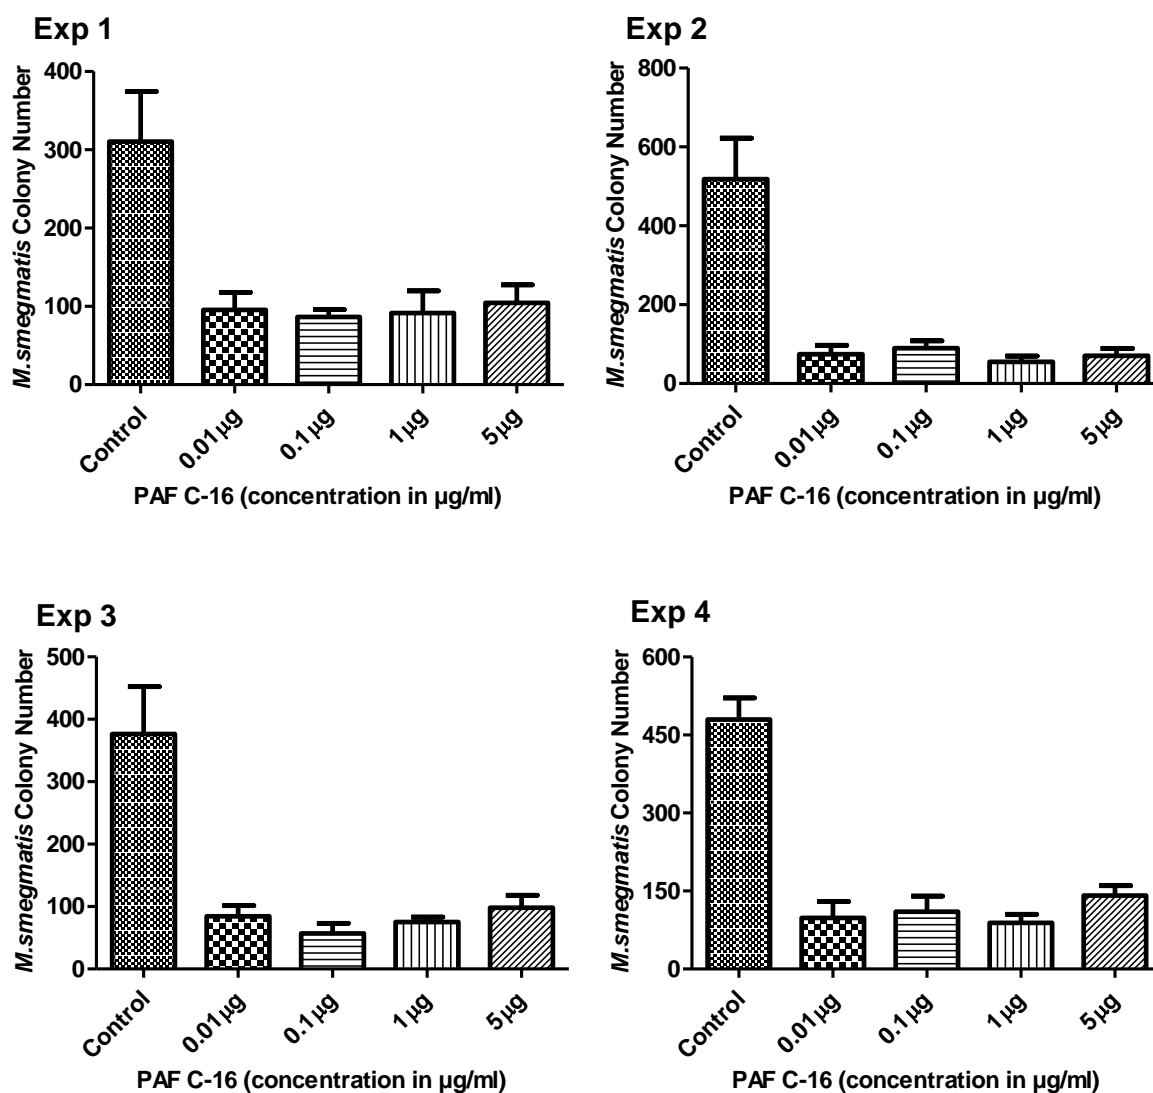 Exp 1
M.smegmatis Colony Number
400
300
200
100
0
Control
0.01µg
0.1µg
1µg
5µg
PAF C-16 (concentration in µg/ml)
Exp 2
M.smegmatis Colony Number
800
600
400
200
0
Control
0.01µg
0.1µg
1µg
5µg
PAF C-16 (concentration in µg/ml)
Exp 3
M.smegmatis Colony Number
500
400
300
200
100
0
Control
0.01µg
0.1µg
1µg
5µg
PAF C-16 (concentration in µg/ml)
Exp 4
M.smegmatis Colony Number
600
450
300
150
0
Control
0.01µg
0.1µg
1µg
5µg
PAF C-16 (concentration in µg/ml)